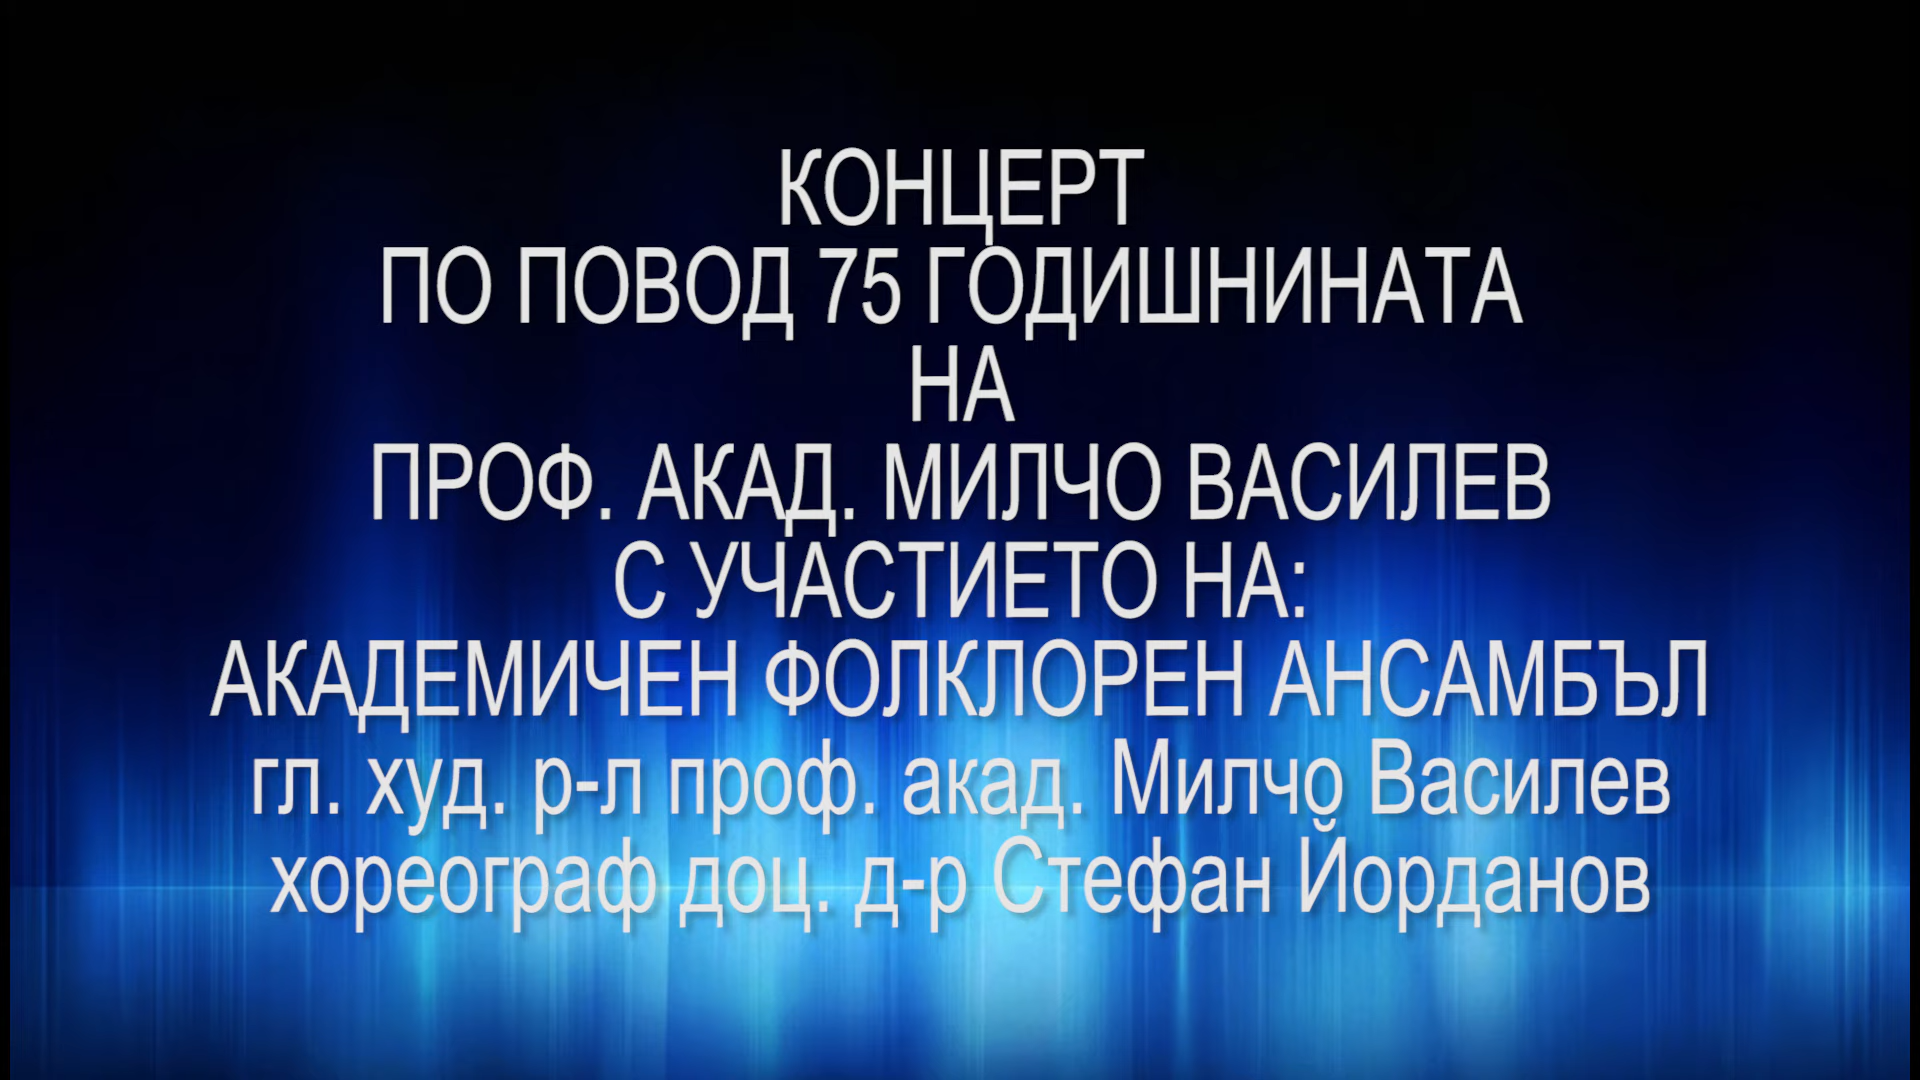 КОНЦЕРТ
ПО ПОВОД 75 ГОДИШНИНАТА
НА
ПРОФ. АКАД. МИЛЧО ВАСИЛЕВ
С УЧАСТИЕТО НА:
АКАДЕМИЧЕН ФОЛКЛОРЕН АНСАМБЪЛ
гл. худ. р-л проф. акад. Милчо Василев
хореограф доц. д-р Стефан Йорданов